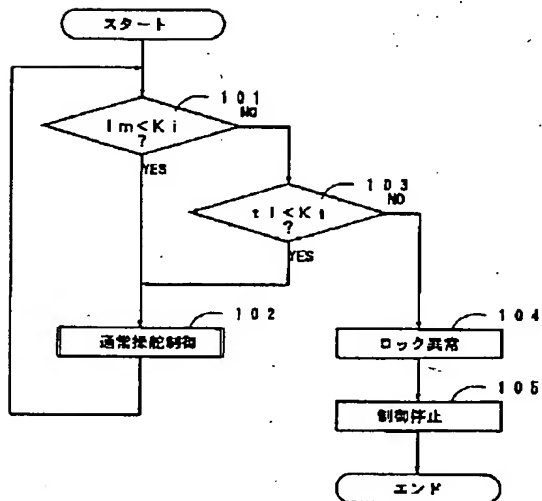 スタート
101
Im<Ki
?
NO
YES
103
tI<Kt
?
NO
YES
102
通常操舵制御
104
ロック異常
105
制御停止
エンド